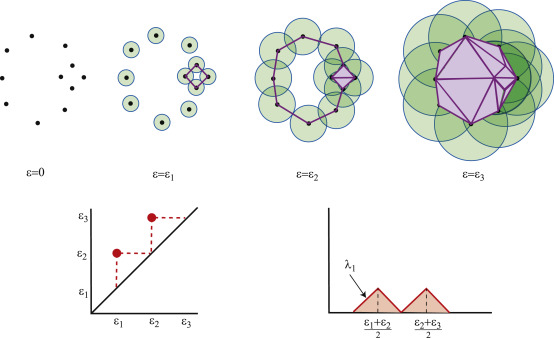 ε=0
ε=ε₁
ε=ε₂
ε=ε₃
ε₃
ε₂
ε₁
ε₁ ε₂ ε₃
λ₁
ε₁+ε₂
2
ε₂+ε₃
2